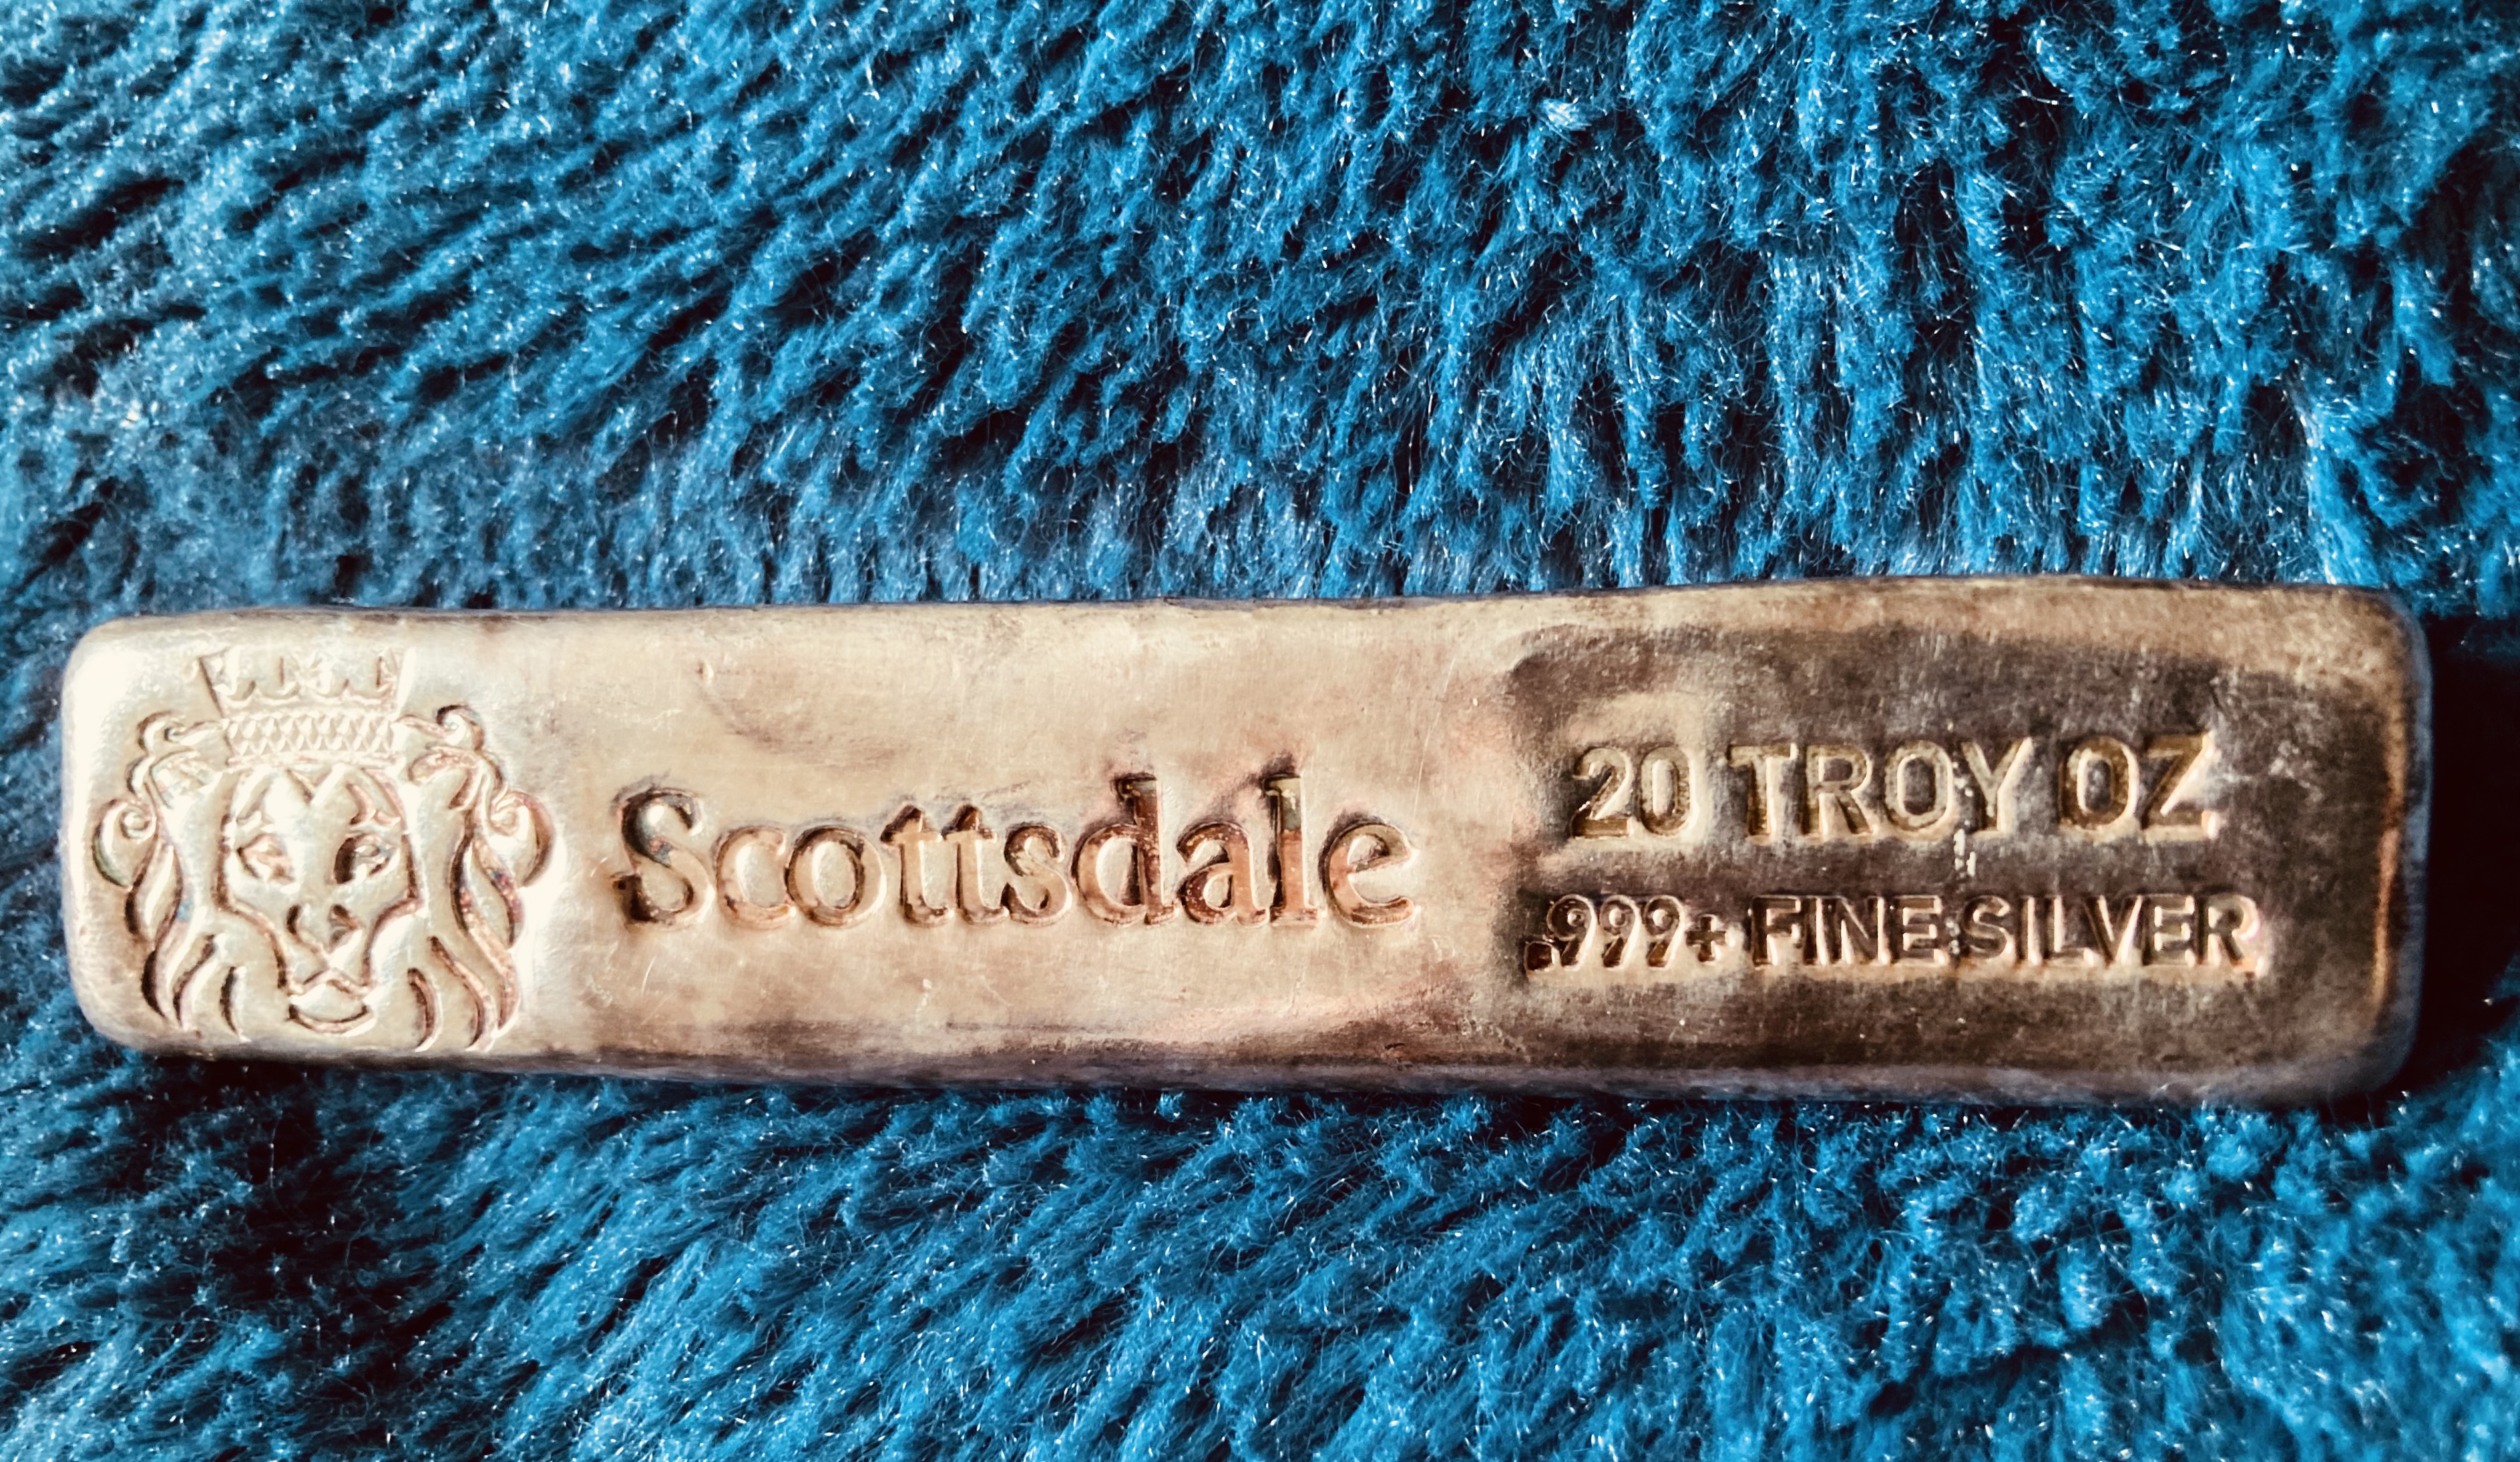 Scottsdale
20 TROY OZ
.999+ FINE SILVER